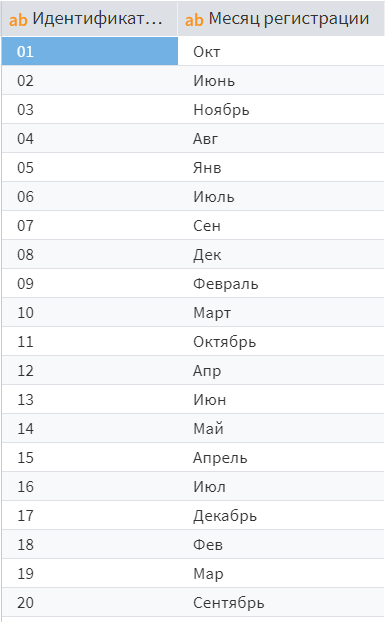 ab Идентификат... ab Месяц регистрации
01 Окт
02 Июнь
03 Ноябрь
04 Авг
05 Янв
06 Июль
07 Сен
08 Дек
09 Февраль
10 Март
11 Октябрь
12 Апр
13 Июн
14 Май
15 Апрель
16 Июл
17 Декабрь
18 Фев
19 Мар
20 Сентябрь